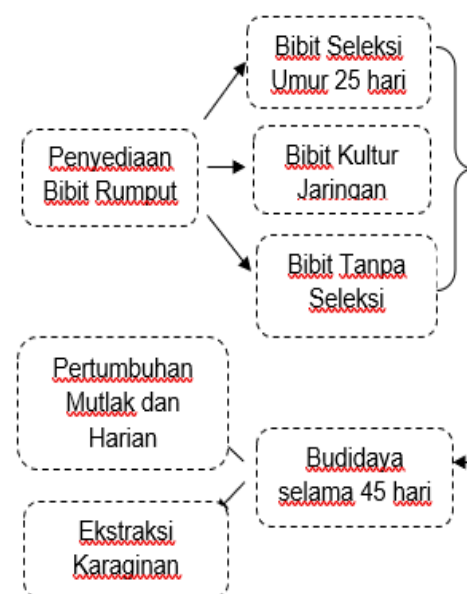 Bibit Seleksi
Umur 25 hari
Penyediaan
Bibit Rumput
Bibit Kultur
Jaringan
Bibit Tanpa
Seleksi
Pertumbuhan
Mutlak dan
Harian
Budidaya
selama 45 hari
Ekstraksi
Karaginan